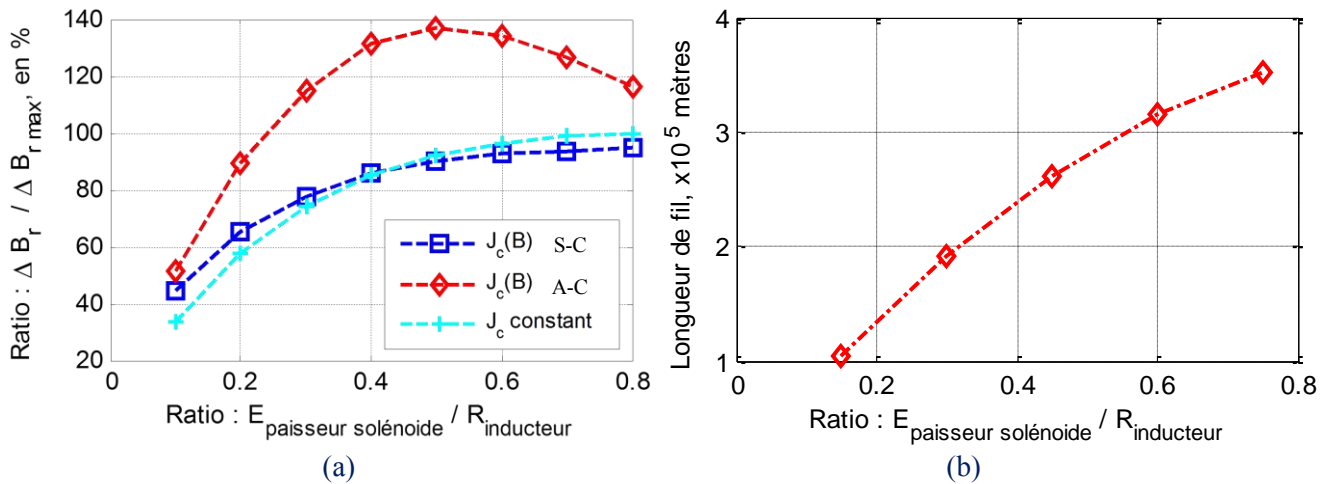 140
120
100
80
60
40
20
0
0.2
0.4
0.6
0.8
Ratio : Δ B_r / Δ B_r max, en %
Ratio : E_paisseur solénoide / R_inducteur
J_c(B) S-C
J_c(B) A-C
J_c constant
(a)
4
3
2
1
0
0.2
0.4
0.6
0.8
Longueur de fil, x10^5 mètres
Ratio : E_paisseur solénoide / R_inducteur
(b)